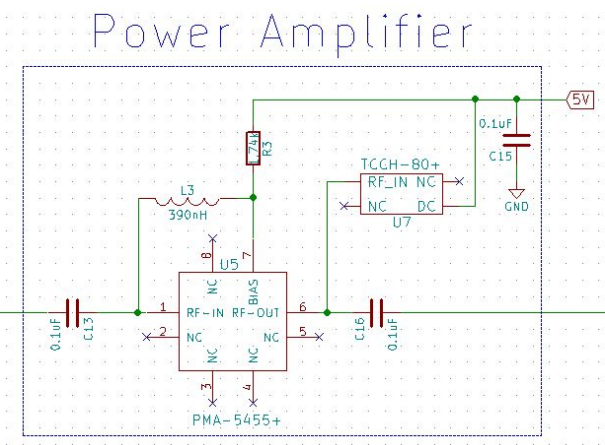 Power Amplifier
5V
0.1uF
C15
GND
1.74k
R3
TCCH-80+
RF_IN NC
NC DC
U7
L3
390nH
U5
8
7
NC
BIAS
1
RF-IN RF-OUT
6
2
NC
NC
5
NC
NC
3
4
PMA-5455+
0.1uF
C13
C16
0.1uF